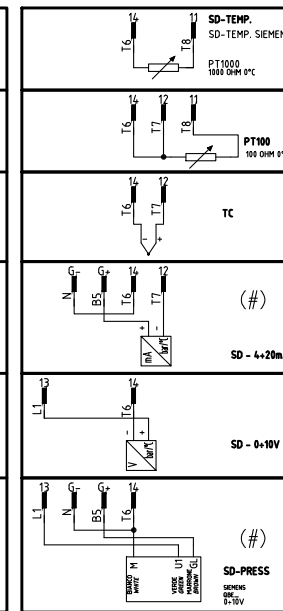 14 11 SD-TEMP.
SD-TEMP. SIEMEN
T6 T8
PT1000
1000 OHM 0°C
14 12 11
T6 T7 T8
PT100
100 OHM 0°
14 12
T6 T7
TC
G- G+ 14 12
N B5 T6 T7
(#)
+ -
mA bar/°C
SD - 4÷20m
13 14
L1 T6
- +
V bar/°C
SD - 0÷10V
13 G- G+ 14
L1 N B5 T6
(#)
M U1 GL
BIANCO
WHITE
VERDE
GREEN
MARRONE
BROWN
SD-PRESS
SIEMENS
QBE...
0÷10V